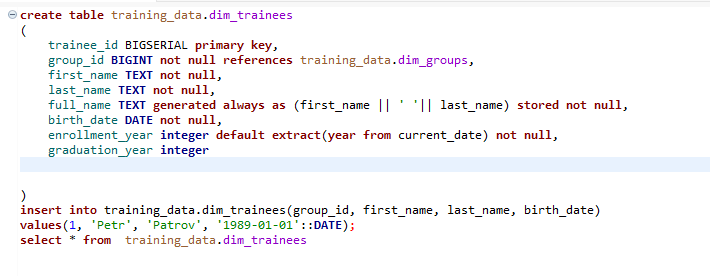 create table training_data.dim_trainees
(
trainee_id BIGSERIAL primary key,
group_id BIGINT not null references training_data.dim_groups,
first_name TEXT not null,
last_name TEXT not null,
full_name TEXT generated always as (first_name || ' '|| last_name) stored not null,
birth_date DATE not null,
enrollment_year integer default extract(year from current_date) not null,
graduation_year integer
)
insert into training_data.dim_trainees(group_id, first_name, last_name, birth_date)
values(1, 'Petr', 'Patrov', '1989-01-01'::DATE);
select * from  training_data.dim_trainees